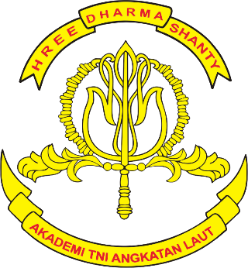 HREE DHARMA SHANTY
AKADEMI TNI ANGKATAN LAUT